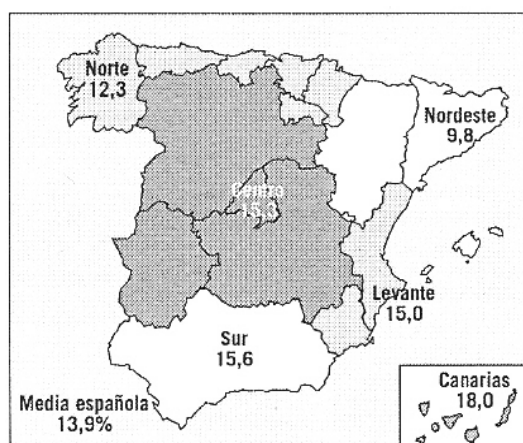 Norte
12,3
Nordeste
9,8
Centro
15,3
Levante
15,0
Sur
15,6
Canarias
18,0
Media española
13,9%